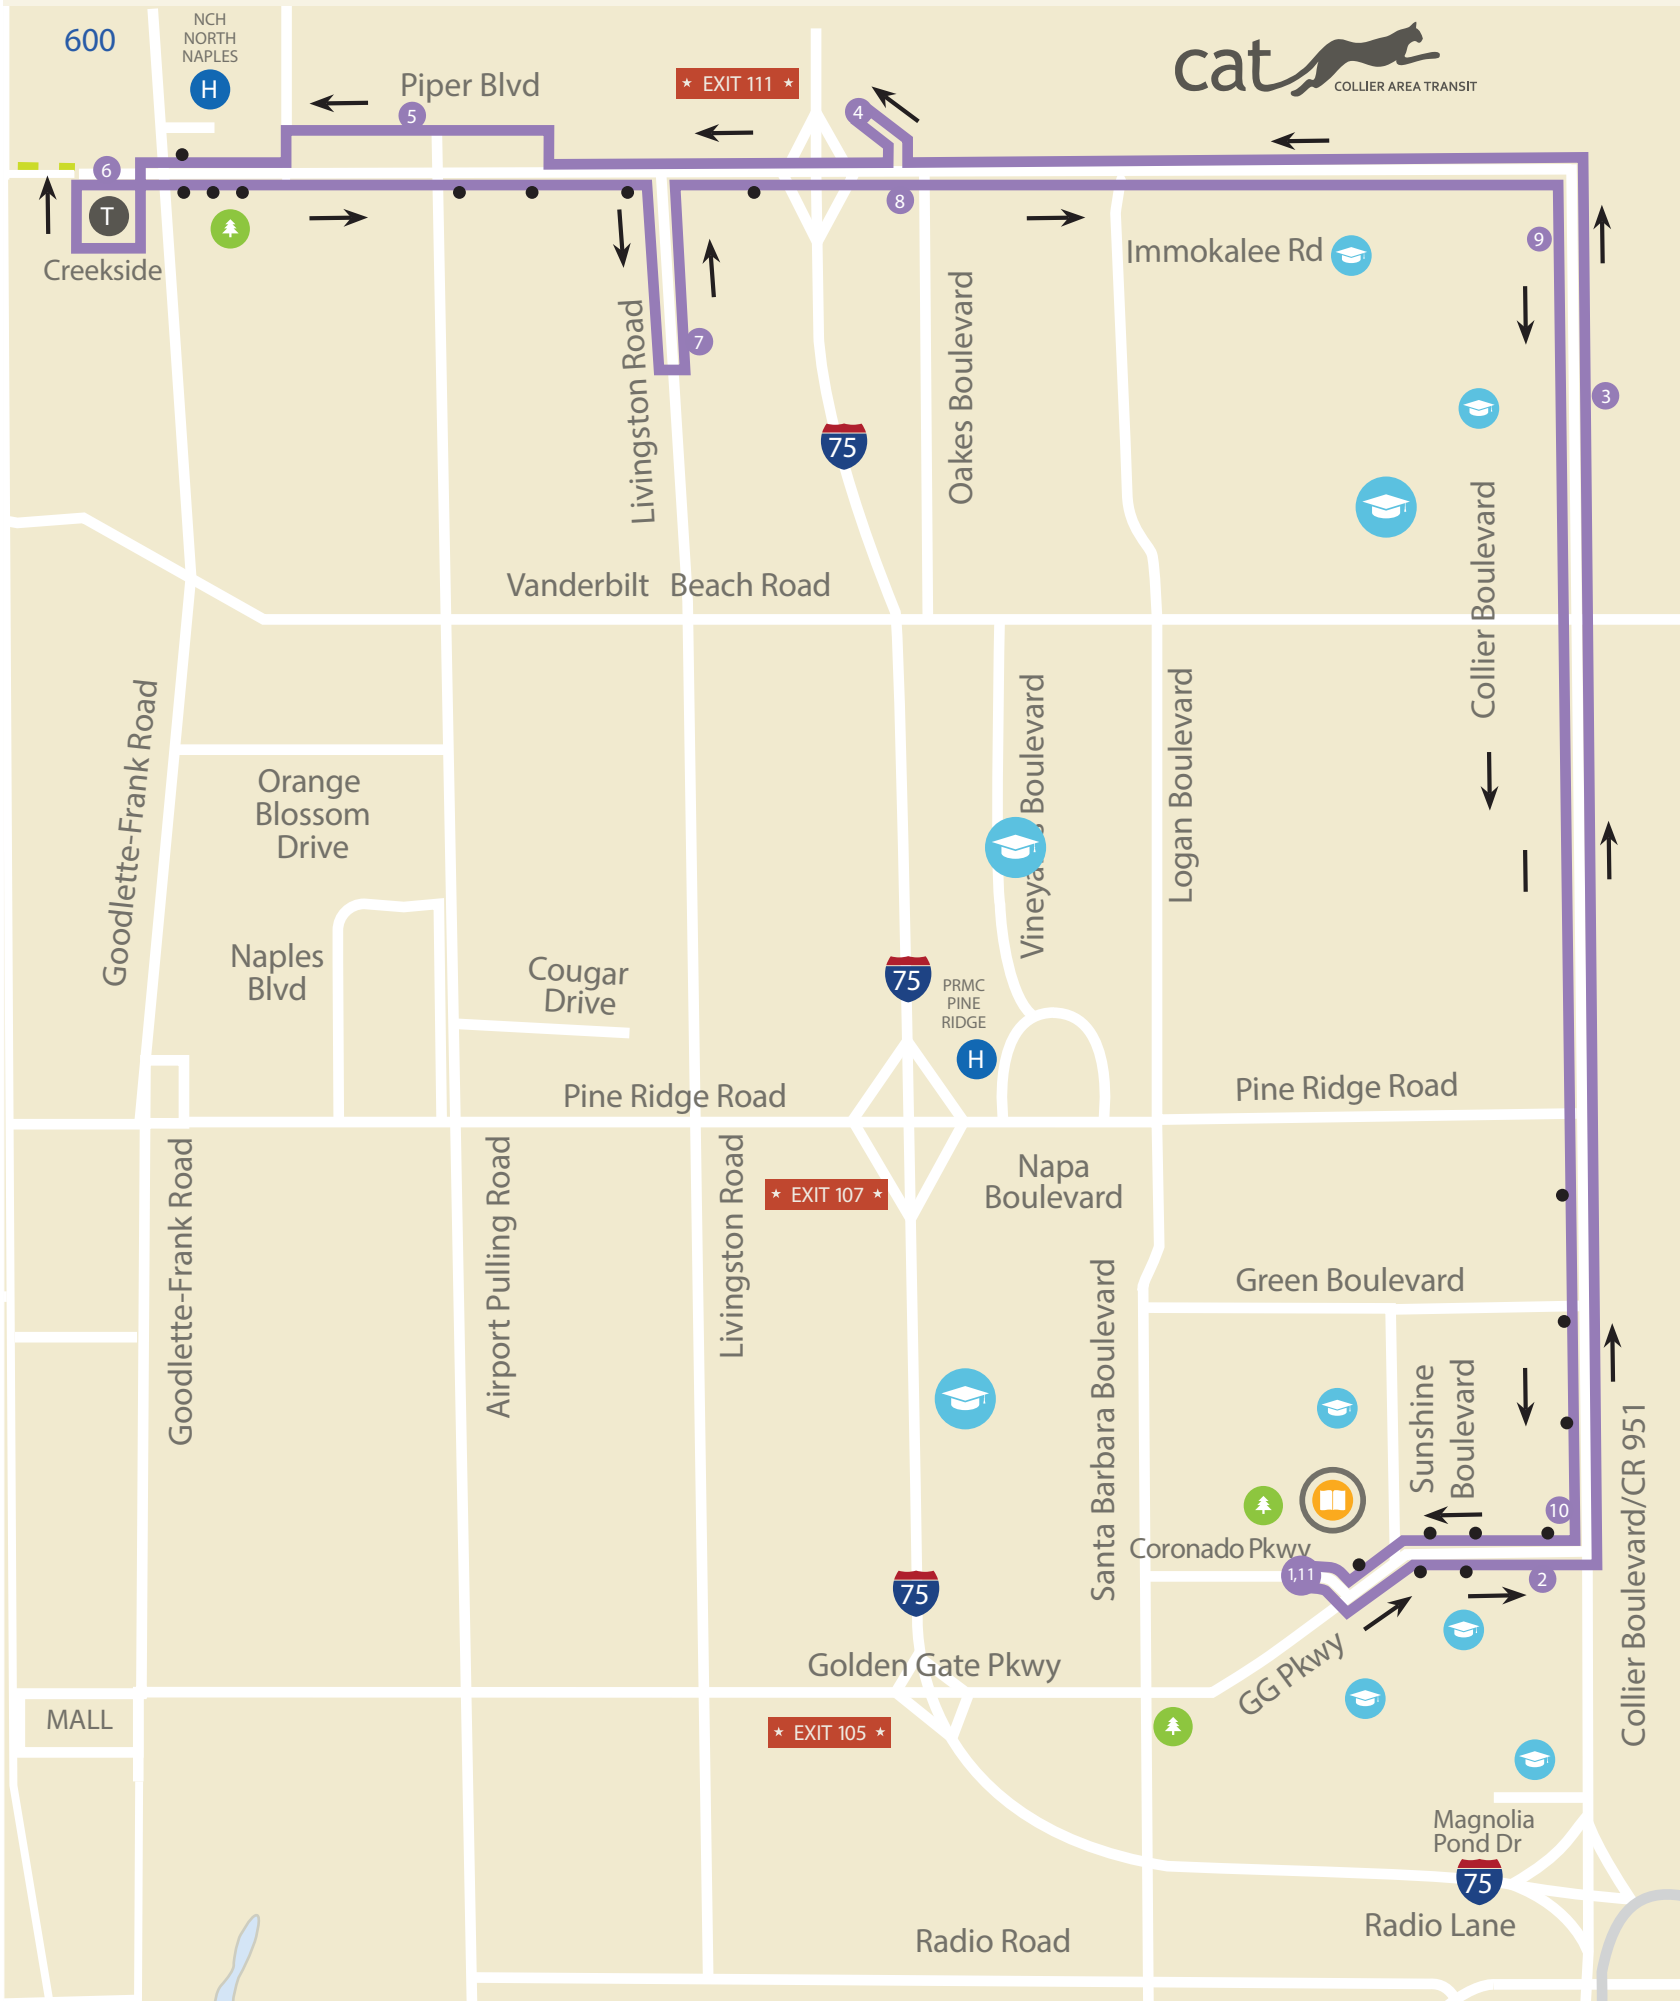 600
NCH
NORTH
NAPLES
H
Piper Blvd
5
EXIT 111
4
cat
COLLIER AREA TRANSIT
6
T
Creekside
8
Immokalee Rd
9
7
3
Livingston Road
75
Oakes Boulevard
Collier Boulevard
Vanderbilt Beach Road
Goodlette-Frank Road
Orange
Blossom
Drive
Vineya s Boulevard
Logan Boulevard
Naples
Blvd
Cougar
Drive
75
PRMC
PINE
RIDGE
H
Pine Ridge Road
Pine Ridge Road
Goodlette-Frank Road
Airport Pulling Road
Livingston Road
EXIT 107
Napa
Boulevard
Santa Barbara Boulevard
Green Boulevard
Sunshine
Boulevard
Collier Boulevard/CR 951
10
Coronado Pkwy
1,11
2
75
Golden Gate Pkwy
GG Pkwy
MALL
EXIT 105
Magnolia
Pond Dr
75
Radio Lane
Radio Road